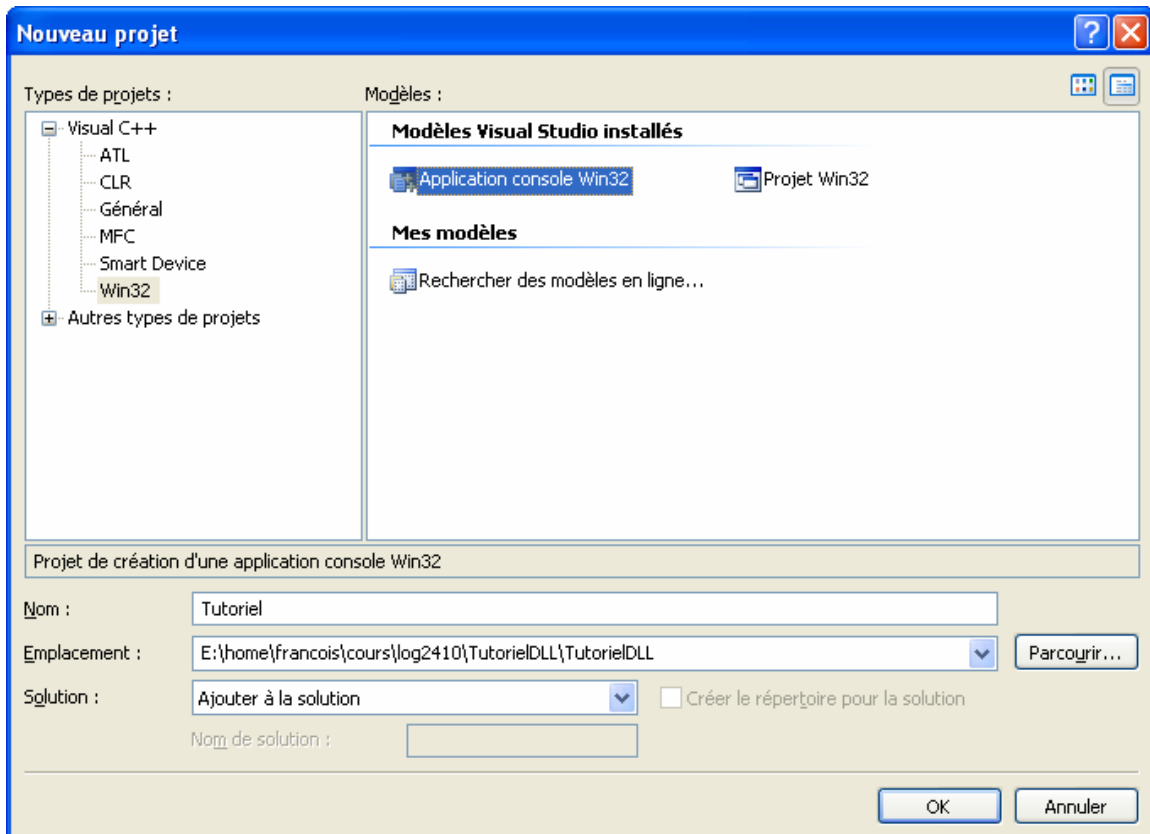 Nouveau projet
Types de projets :
Modèles :
Visual C++
ATL
CLR
Général
MFC
Smart Device
Win32
Autres types de projets
Modèles Visual Studio installés
Application console Win32
Projet Win32
Mes modèles
Rechercher des modèles en ligne...
Projet de création d'une application console Win32
Nom :
Tutoriel
Emplacement :
E:\home\francois\cours\log2410\TutorielDLL\TutorielDLL
Parcourir...
Solution :
Ajouter à la solution
Créer le répertoire pour la solution
Nom de solution :
OK
Annuler